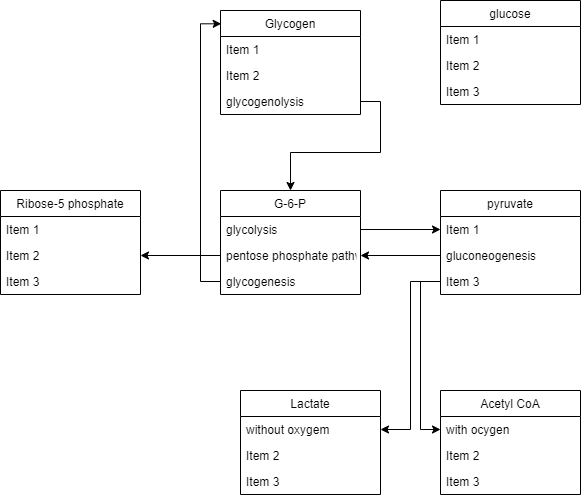 Glycogen
Item 1
Item 2
glycogenolysis
glucose
Item 1
Item 2
Item 3
Ribose-5 phosphate
Item 1
Item 2
Item 3
G-6-P
glycolysis
pentose phosphate path
glycogenesis
pyruvate
Item 1
gluconeogenesis
Item 3
Lactate
without oxygem
Item 2
Item 3
Acetyl CoA
with ocygen
Item 2
Item 3